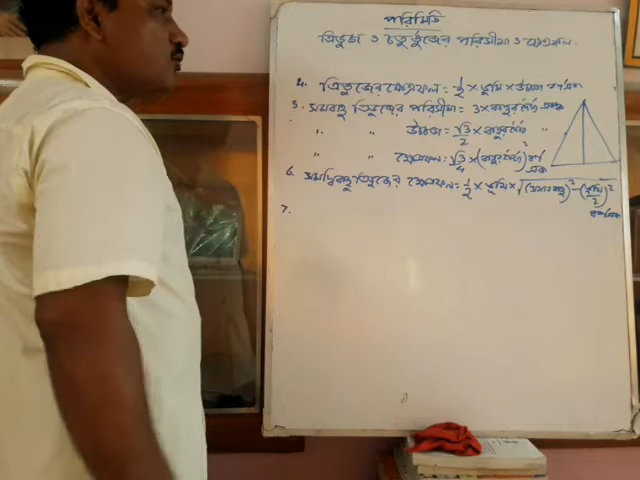 পরিমিতি
ত্রিভুজ ও চতুর্ভুজের পরিসীমা ও ক্ষেত্রফল.
4. ত্রিভুজের ক্ষেত্রফল = 1/2 × ভূমি × উচ্চতা বর্গএকক
5. সমবাহু ত্রিভুজের পরিসীমা = 3 × বাহুর দৈর্ঘ্য একক
" " উচ্চতা = √3/2 × বাহুর দৈর্ঘ্য "
" " ক্ষেত্রফল = √3/4 × (বাহুর দৈর্ঘ্য)² বর্গ একক
6. সমদ্বিবাহু ত্রিভুজের ক্ষেত্রফল = 1/2 × ভূমি × √(সমান বাহু)² - (ভূমি/2)²
বর্গএকক
7.